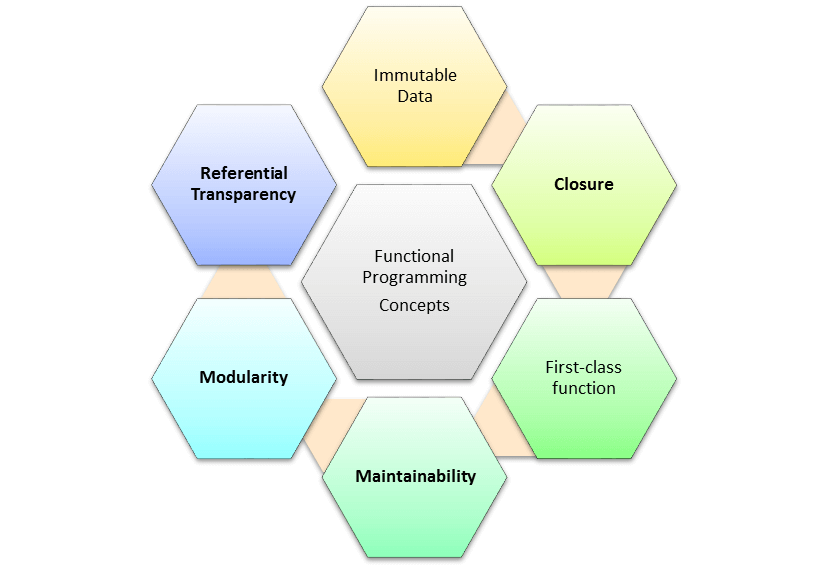 Immutable
Data
Referential
Transparency
Closure
Functional
Programming
Concepts
Modularity
First-class
function
Maintainability